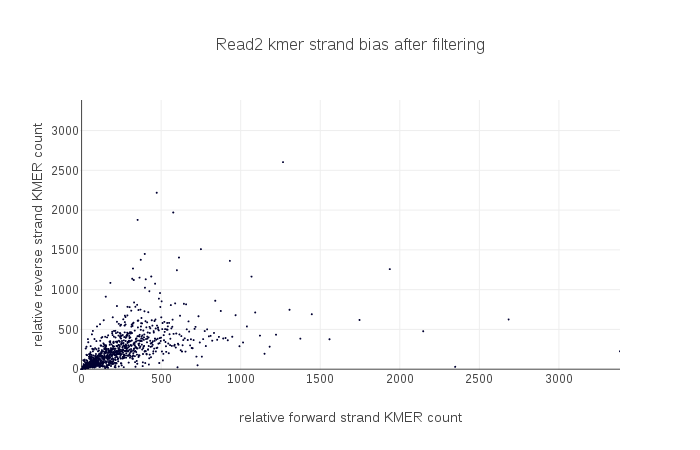 Read2 kmer strand bias after filtering
relative reverse strand KMER count
3000
2500
2000
1500
1000
500
0
0 500 1000 1500 2000 2500 3000
relative forward strand KMER count